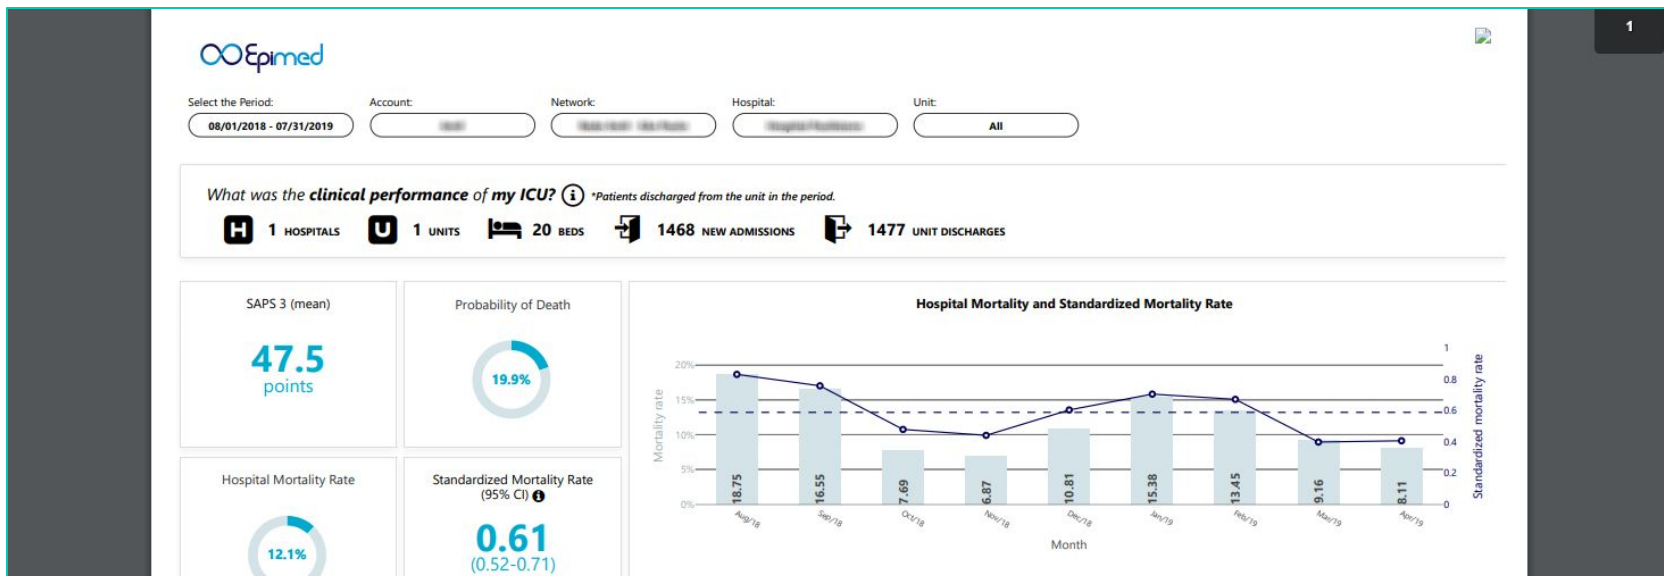 1
Epimed
Select the Period:
Account:
Network:
Hospital:
Unit:
08/01/2018 - 07/31/2019
All
What was the clinical performance of my ICU? i *Patients discharged from the unit in the period.
H 1 HOSPITALS U 1 UNITS 20 BEDS 1468 NEW ADMISSIONS 1477 UNIT DISCHARGES
SAPS 3 (mean)
47.5
points
Probability of Death
19.9%
Hospital Mortality Rate
12.1%
Standardized Mortality Rate
(95% CI) i
0.61
(0.52-0.71)
Hospital Mortality and Standardized Mortality Rate
Mortality rate
20%
15%
10%
5%
0%
18.75
16.55
7.69
6.87
10.81
15.38
13.45
9.16
8.11
Aug/18
Sep/18
Oct/18
Nov/18
Dec/18
Jan/19
Feb/19
Mar/19
Apr/19
Month
1
0.8
0.6
0.4
0.2
0
Standardized mortality rate